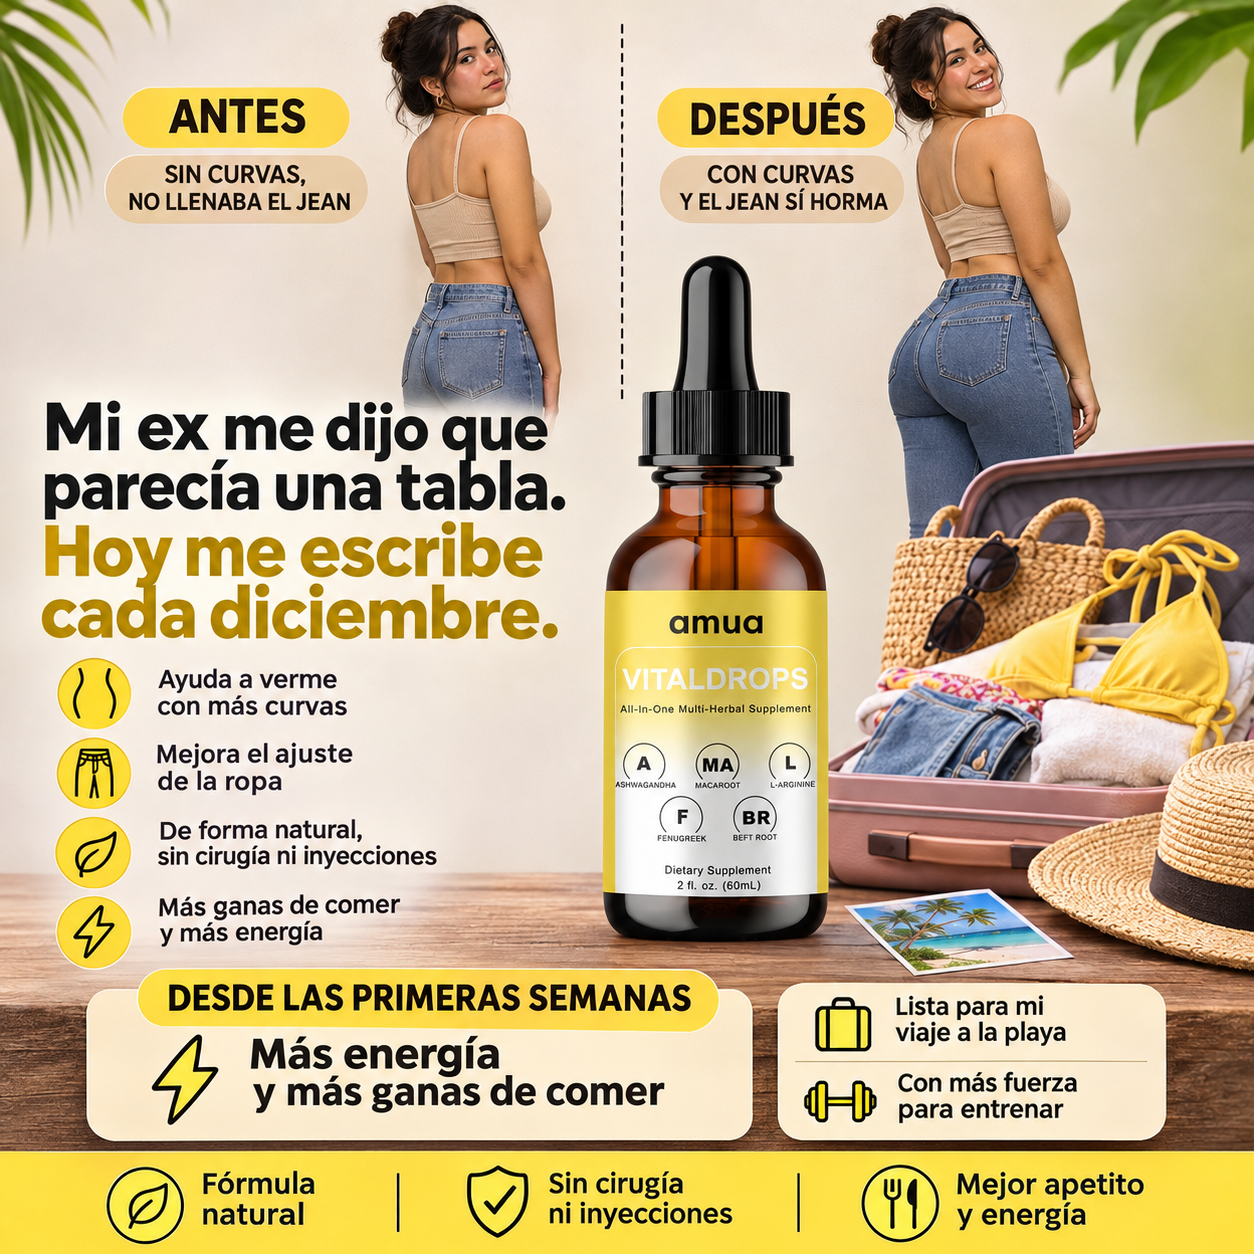 ANTES
SIN CURVAS,
NO LLENABA EL JEAN
DESPUÉS
CON CURVAS
Y EL JEAN SÍ HORMA
Mi ex me dijo que
parecía una tabla.
Hoy me escribe
cada diciembre.
Ayuda a verme
con más curvas
Mejora el ajuste
de la ropa
De forma natural,
sin cirugía ni inyecciones
Más ganas de comer
y más energía
amua
VITALDROPS
All-In-One Multi-Herbal Supplement
A
ASHWAGANDHA
MA
MACAROOT
L
L-ARGININE
F
FENUGREEK
BR
BEFT ROOT
Dietary Supplement
2 fl. oz. (60mL)
DESDE LAS PRIMERAS SEMANAS
Más energía
y más ganas de comer
Lista para mi
viaje a la playa
Con más fuerza
para entrenar
Fórmula
natural
Sin cirugía
ni inyecciones
Mejor apetito
y energía